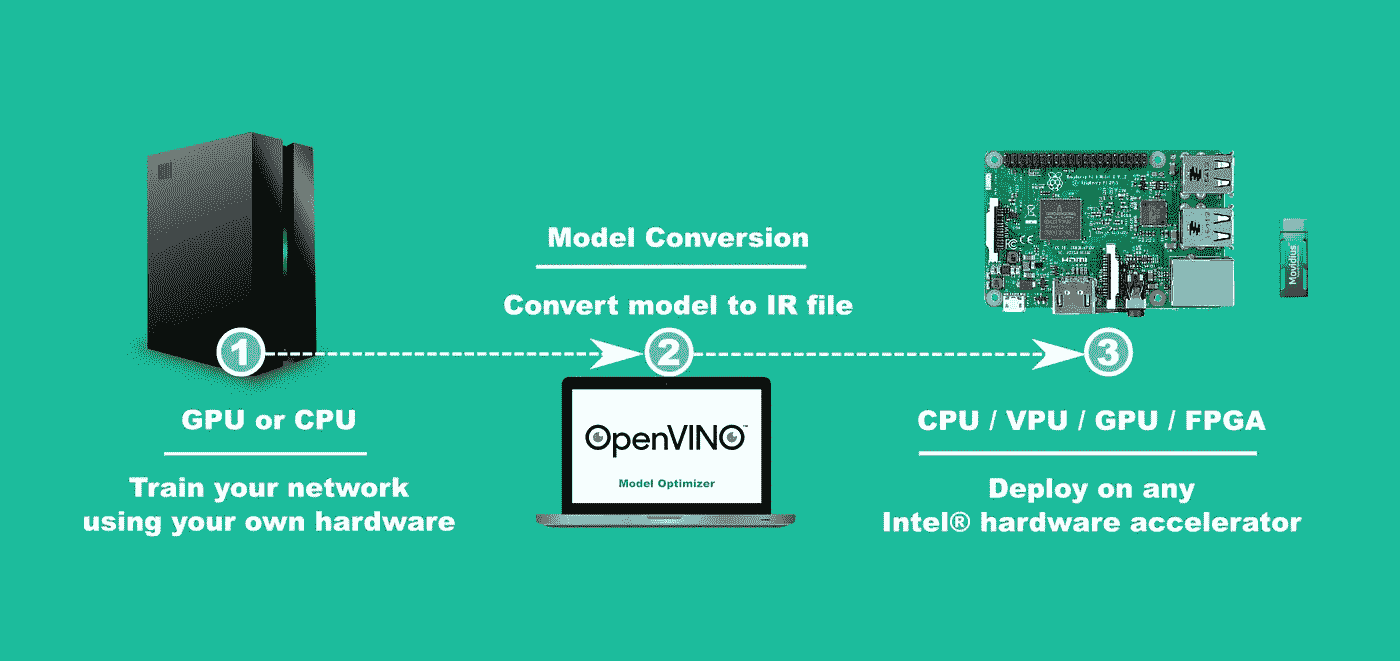 Model Conversion
Convert model to IR file
1
2
3
GPU or CPU
Train your network
using your own hardware
OpenVINO™
Model Optimizer
CPU / VPU / GPU / FPGA
Deploy on any
Intel® hardware accelerator
HDMI
Movidius